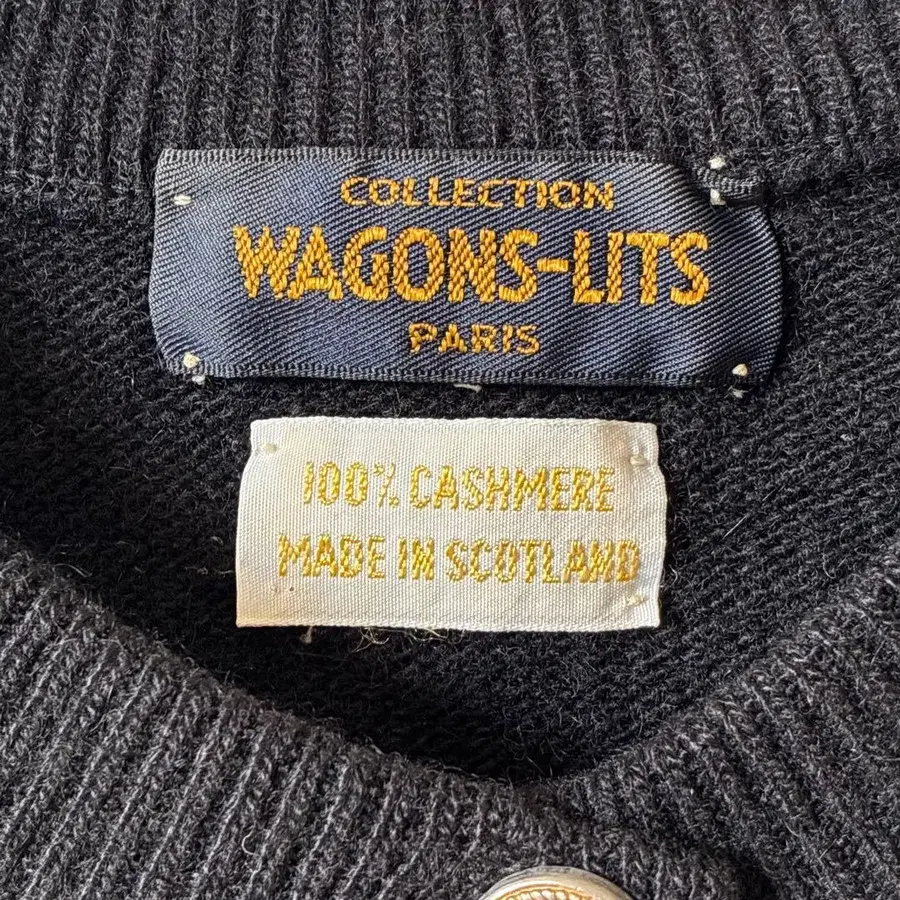 COLLECTION
WAGONS-LITS
PARIS
100% CASHMERE
MADE IN SCOTLAND